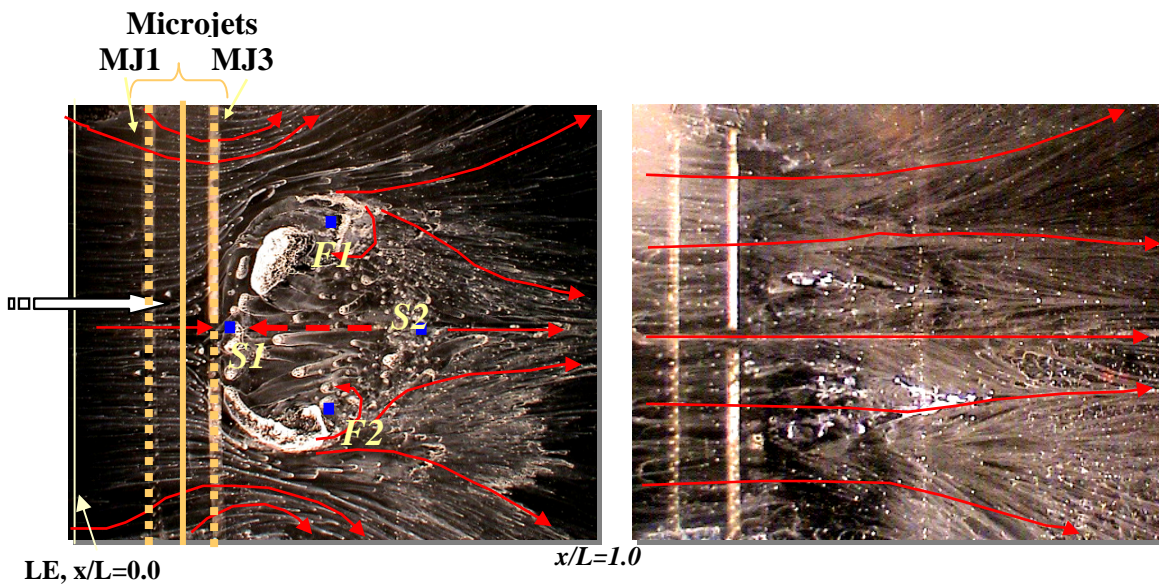 Microjets
MJ1 MJ3
F1
S2
S1
F2
x/L=1.0
LE, x/L=0.0